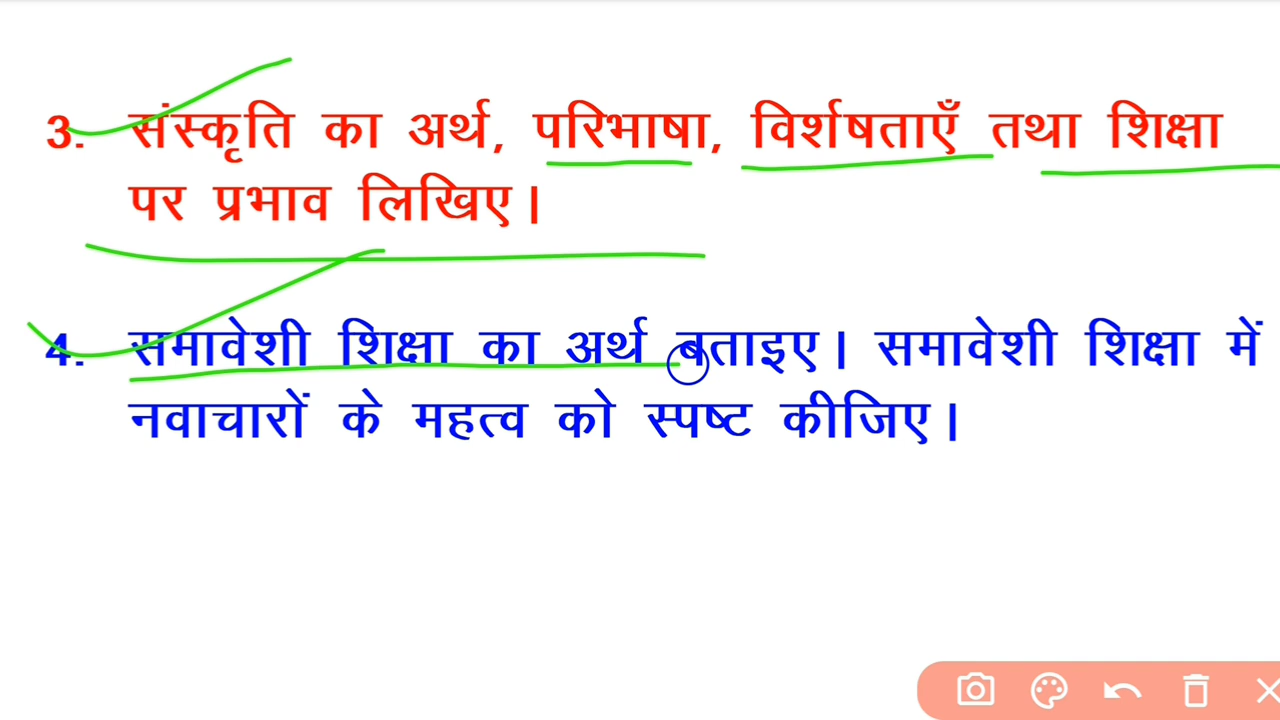 3. संस्कृति का अर्थ, परिभाषा, विर्शषताएँ तथा शिक्षा
पर प्रभाव लिखिए।
4. समावेशी शिक्षा का अर्थ बताइए। समावेशी शिक्षा में
नवाचारों के महत्व को स्पष्ट कीजिए।